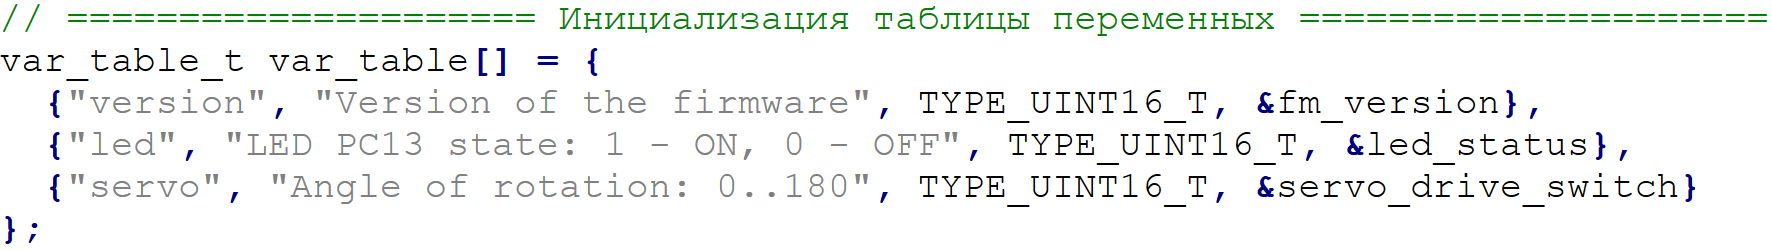 // ===================== Инициализация таблицы переменных =====================
var_table_t var_table[] = {
  {"version", "Version of the firmware", TYPE_UINT16_T, &fm_version},
  {"led", "LED PC13 state: 1 - ON, 0 - OFF", TYPE_UINT16_T, &led_status},
  {"servo", "Angle of rotation: 0..180", TYPE_UINT16_T, &servo_drive_switch}
};